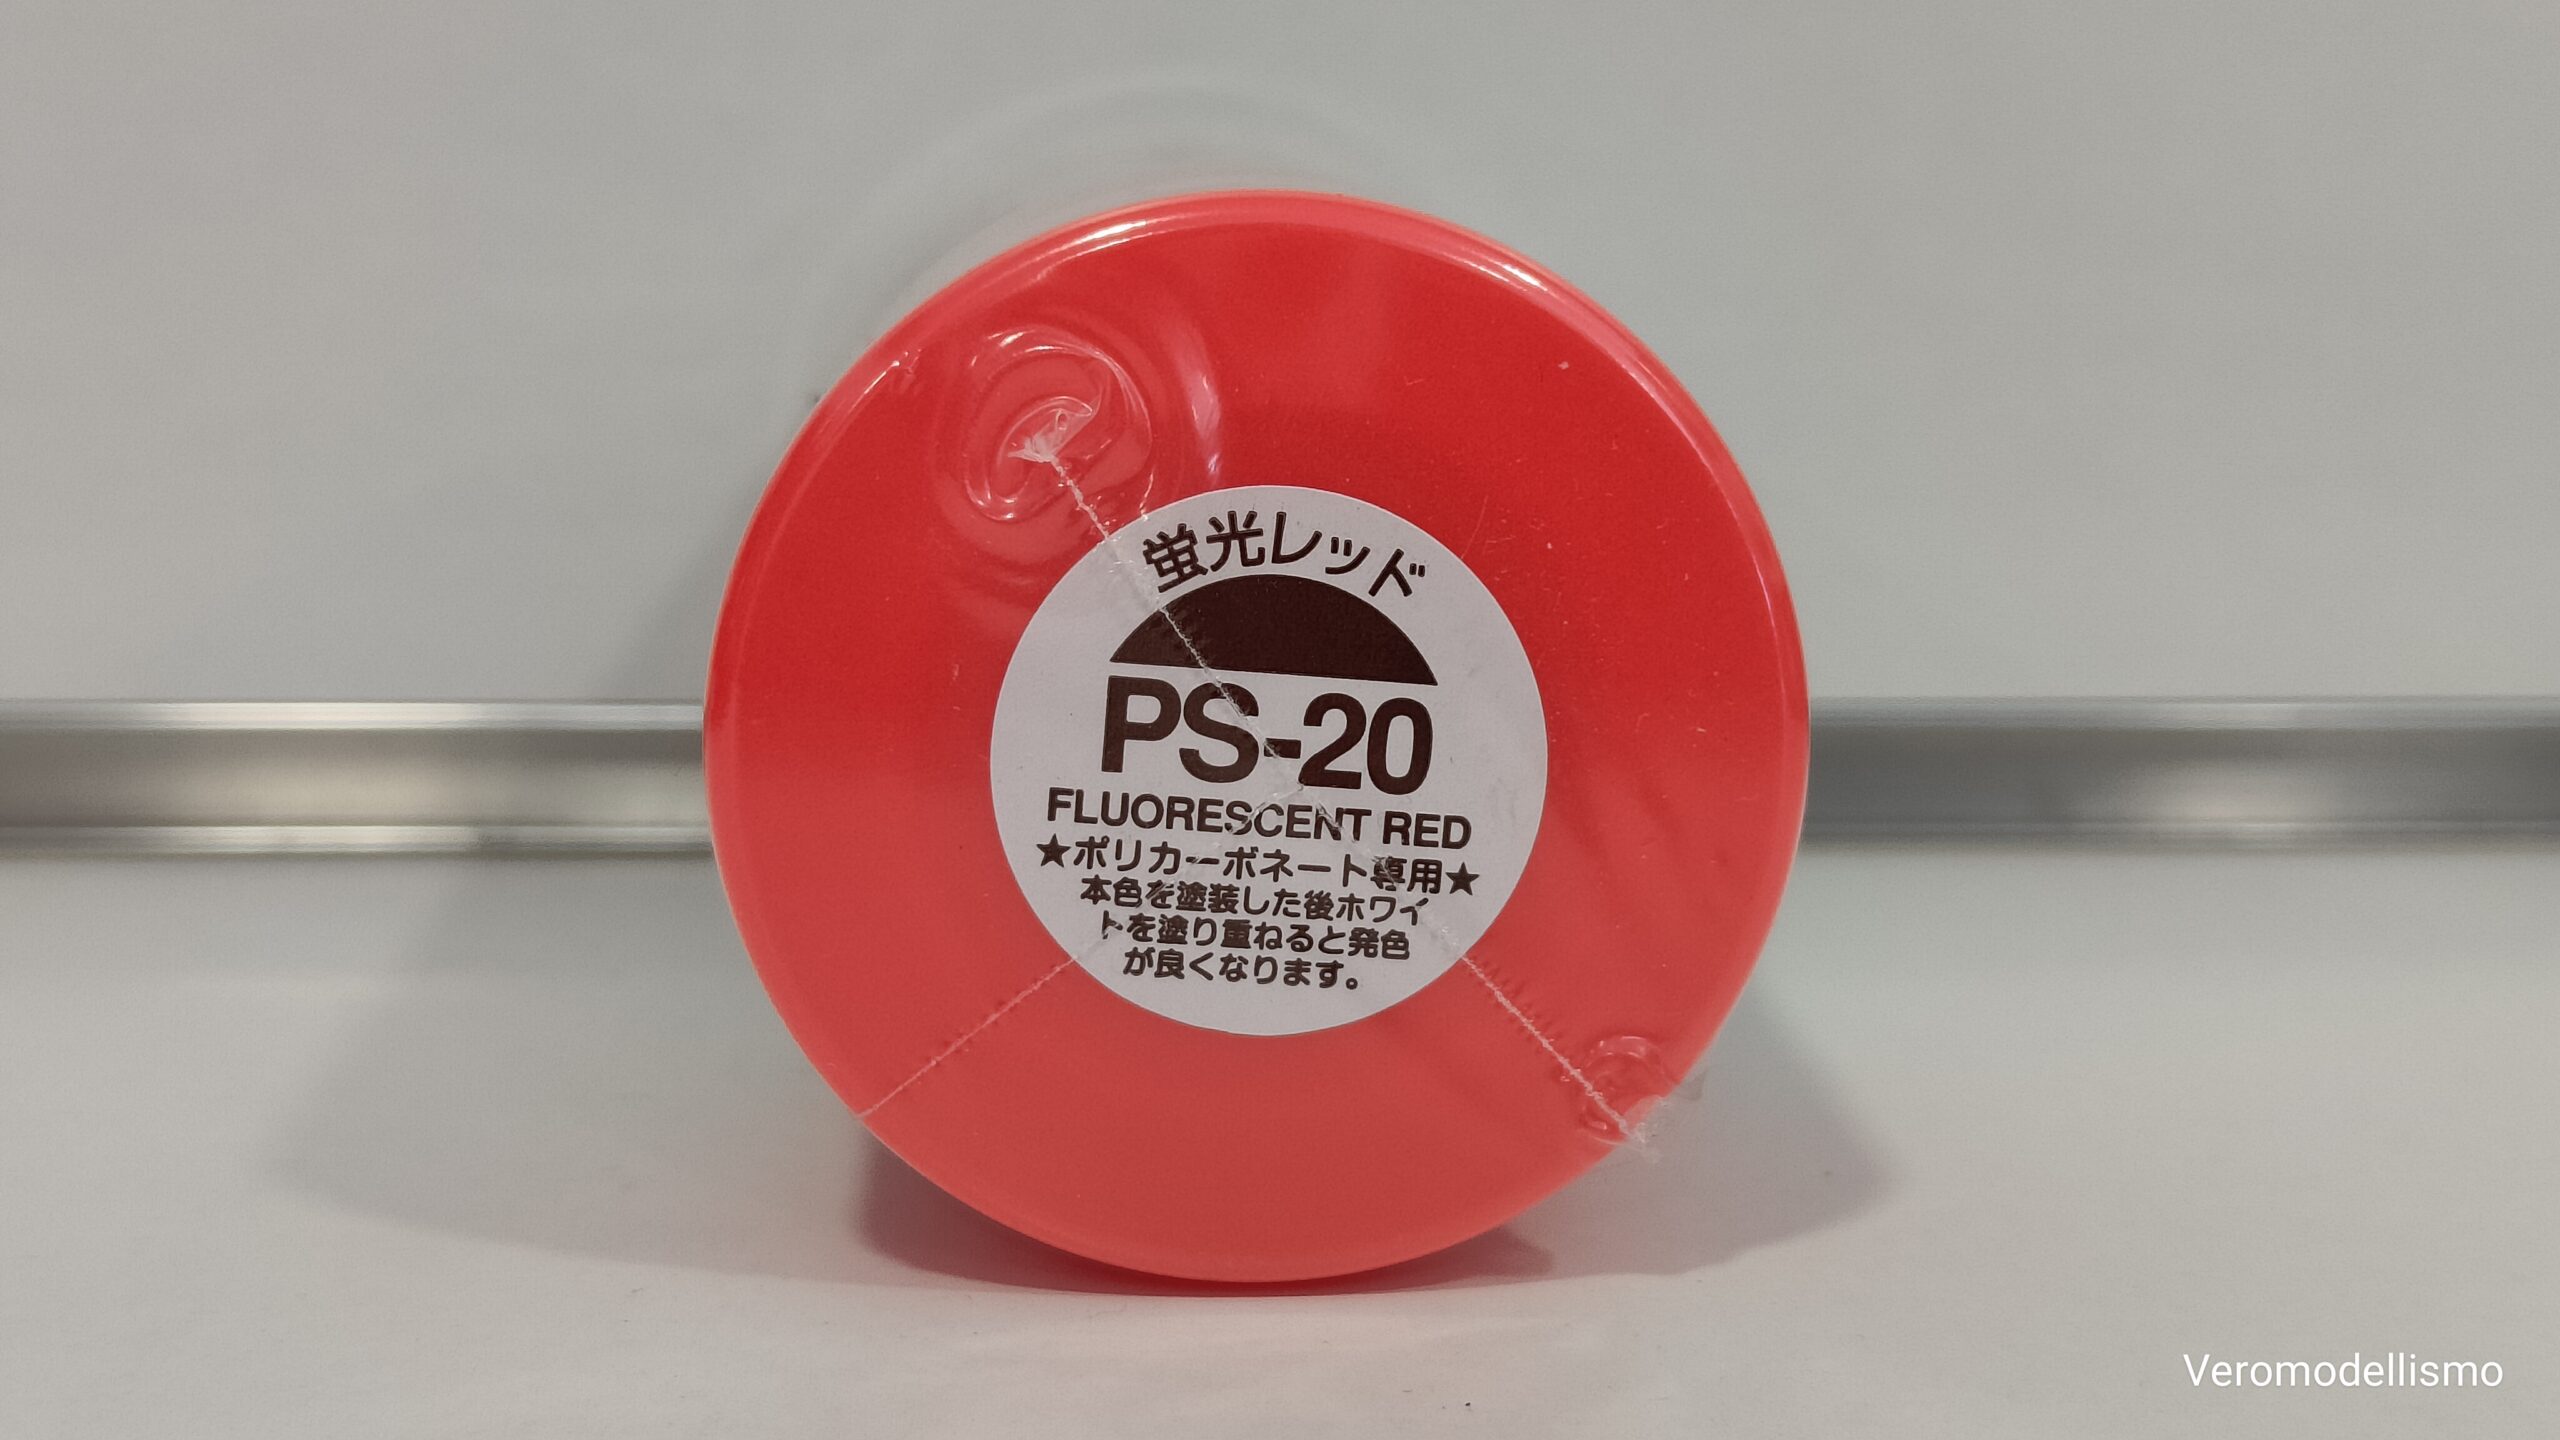 蛍光レッド
PS-20
FLUORESCENT RED
★ポリカーボネート専用★
本色を塗装した後ホワイ
トを塗り重ねると発色
が良くなります。
Veromodellismo